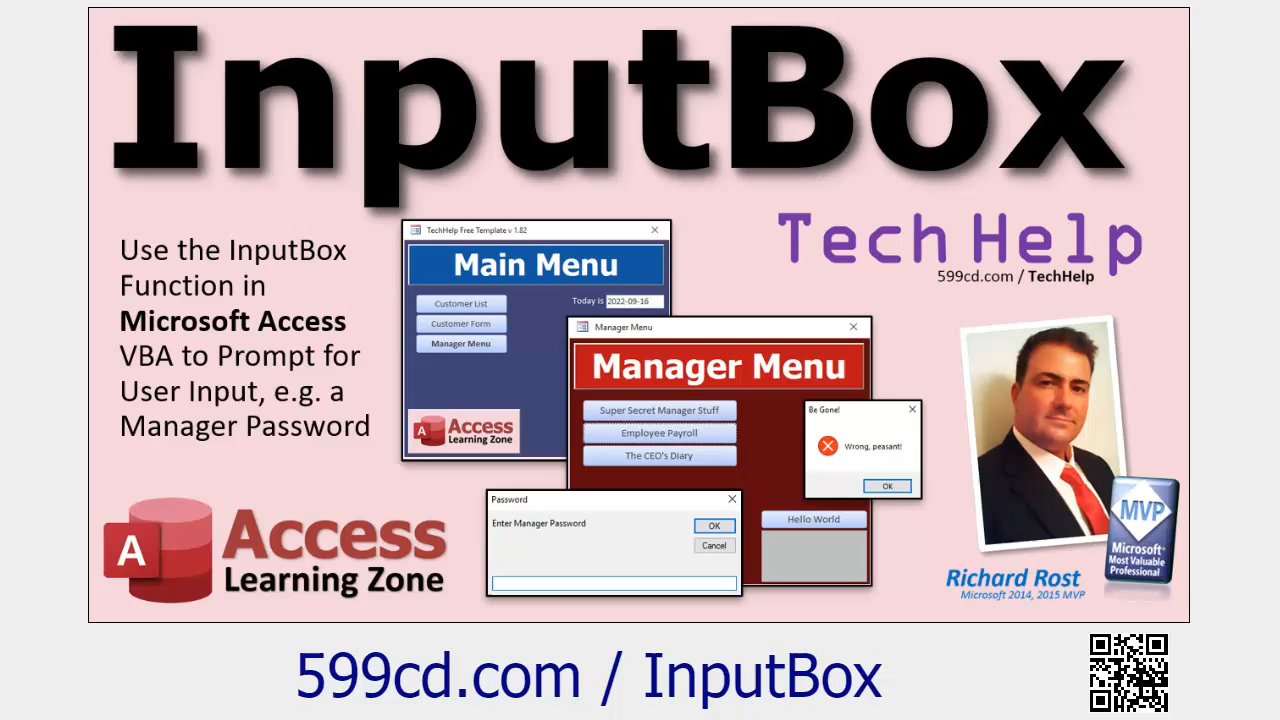 InputBox
Use the InputBox
Function in
Microsoft Access
VBA to Prompt for
User Input, e.g. a
Manager Password
TechHelp Free Template v 1.82
Main Menu
Customer List
Customer Form
Manager Menu
Today is 2022-09-16
Access
Learning Zone
Manager Menu
Manager Menu
Super Secret Manager Stuff
Employee Payroll
The CEO's Diary
Hello World
Be Gone!
Wrong, peasant!
OK
Password
Enter Manager Password
OK
Cancel
Tech Help
599cd.com / TechHelp
MVP
Microsoft®
Most Valuable
Professional
Richard Rost
Microsoft 2014, 2015 MVP
A
Access
Learning Zone
599cd.com / InputBox